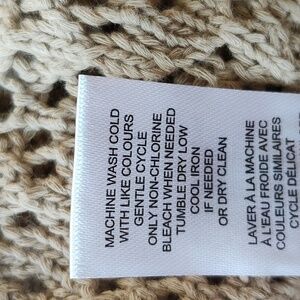 MACHINE WASH COLD
WITH LIKE COLOURS
GENTLE CYCLE
ONLY NON-CHLORINE
BLEACH WHEN NEEDED
TUMBLE DRY LOW
COOL IRON
IF NEEDED
OR DRY CLEAN
LAVER À LA MACHINE
À L'EAU FROIDE AVEC
COULEURS SIMILAIRES
CYCLE DÉLICAT